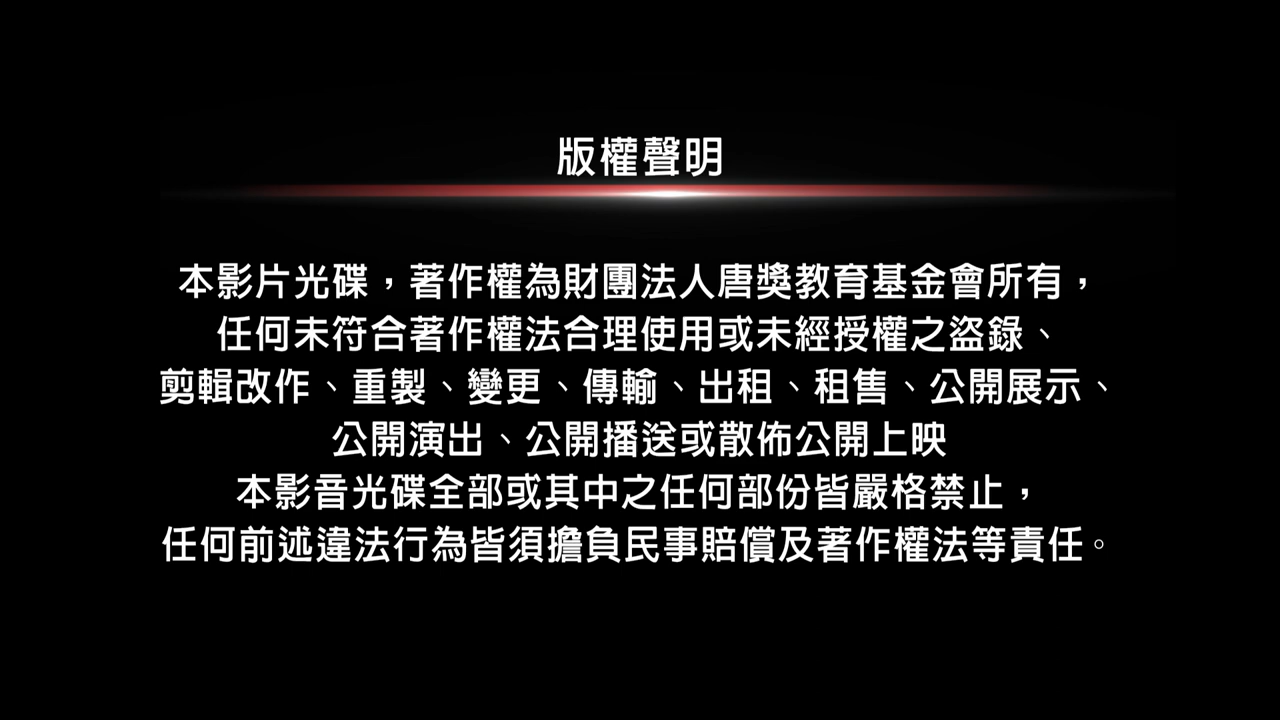 版權聲明
本影片光碟，著作權為財團法人唐獎教育基金會所有，
任何未符合著作權法合理使用或未經授權之盜錄、
剪輯改作、重製、變更、傳輸、出租、租售、公開展示、
公開演出、公開播送或散佈公開上映
本影音光碟全部或其中之任何部份皆嚴格禁止，
任何前述違法行為皆須擔負民事賠償及著作權法等責任。